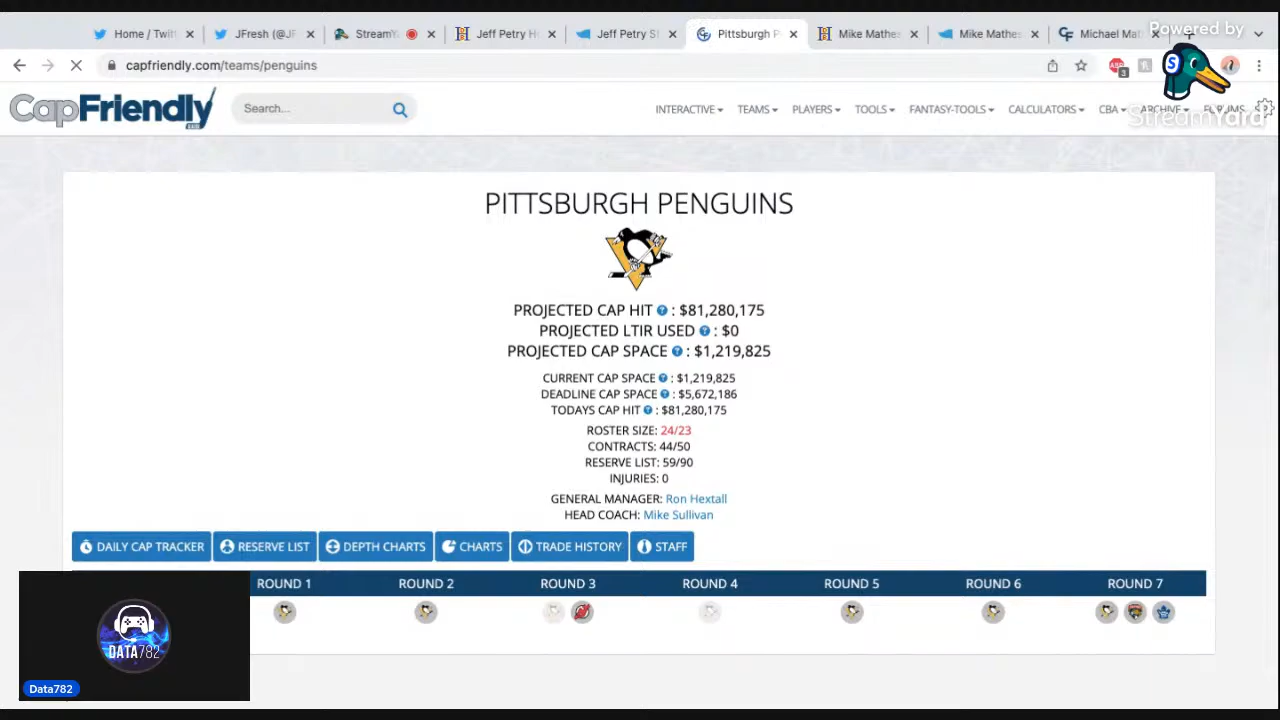 Home / Twitt
JFresh (@JF
StreamY
Jeff Petry H
Jeff Petry S
Pittsburgh P
Mike Mathe
Mike Mathe
Michael Mat
Powered by
capfriendly.com/teams/penguins
3
S
StreamYard
CapFriendly
Search...
INTERACTIVE
TEAMS
PLAYERS
TOOLS
FANTASY-TOOLS
CALCULATORS
CBA
ARCHIVE
FORUMS
PITTSBURGH PENGUINS
PROJECTED CAP HIT : $81,280,175
PROJECTED LTIR USED : $0
PROJECTED CAP SPACE : $1,219,825
CURRENT CAP SPACE : $1,219,825
DEADLINE CAP SPACE : $5,672,186
TODAYS CAP HIT : $81,280,175
ROSTER SIZE: 24/23
CONTRACTS: 44/50
RESERVE LIST: 59/90
INJURIES: 0
GENERAL MANAGER: Ron Hextall
HEAD COACH: Mike Sullivan
DAILY CAP TRACKER
RESERVE LIST
DEPTH CHARTS
CHARTS
TRADE HISTORY
STAFF
ROUND 1
ROUND 2
ROUND 3
ROUND 4
ROUND 5
ROUND 6
ROUND 7
DATA782
Data782